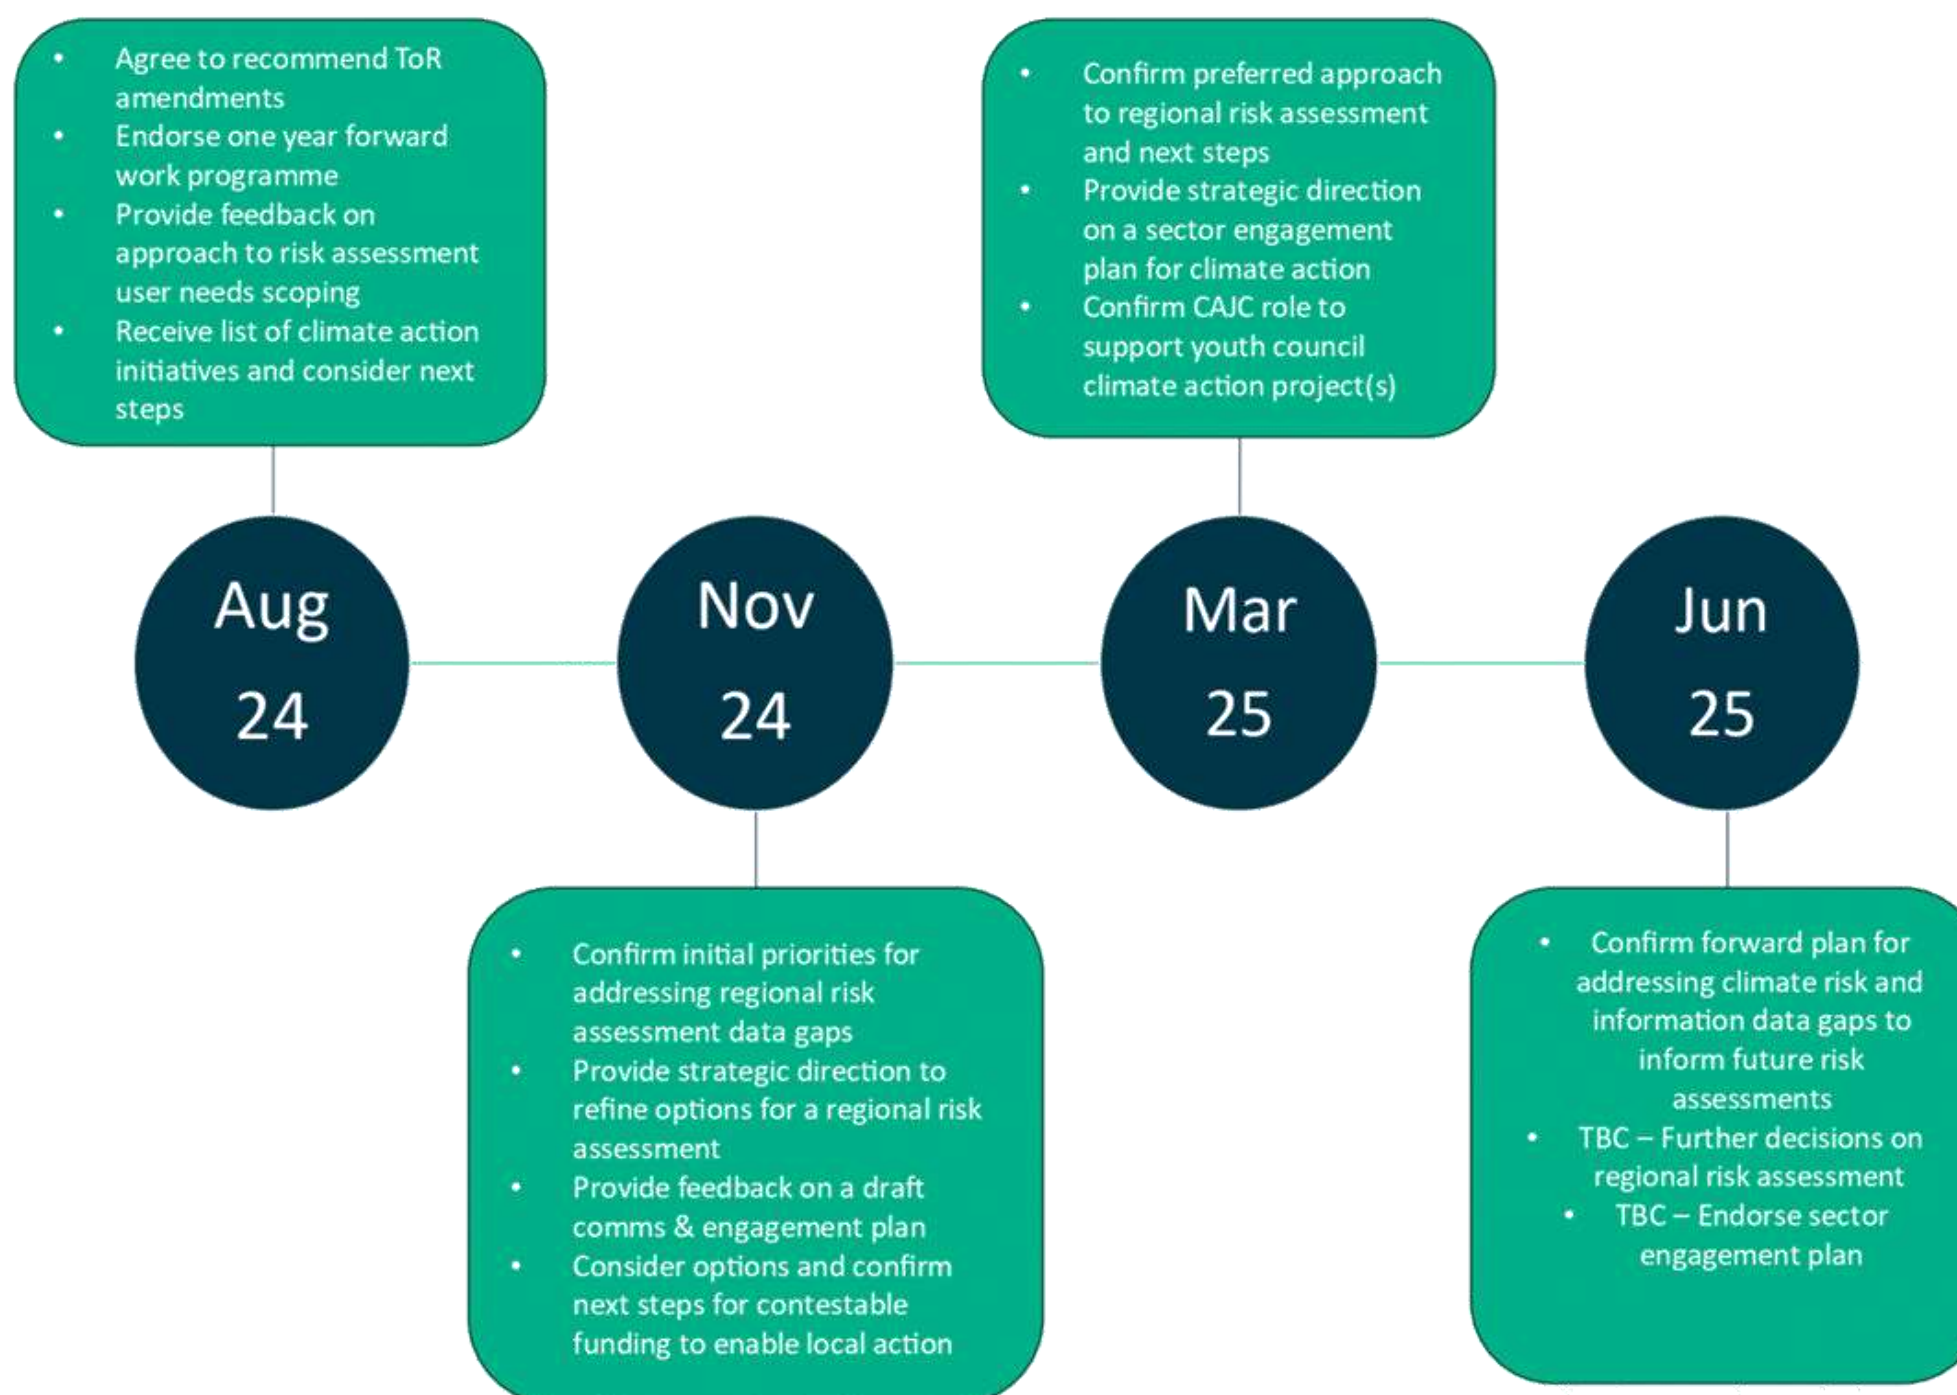 • Agree to recommend ToR
amendments
• Endorse one year forward
work programme
• Provide feedback on
approach to risk assessment
user needs scoping
• Receive list of climate action
initiatives and consider next
steps
• Confirm preferred approach
to regional risk assessment
and next steps
• Provide strategic direction
on a sector engagement
plan for climate action
• Confirm CAJC role to
support youth council
climate action project(s)
Aug
24
Nov
24
Mar
25
Jun
25
• Confirm initial priorities for
addressing regional risk
assessment data gaps
• Provide strategic direction to
refine options for a regional risk
assessment
• Provide feedback on a draft
comms & engagement plan
• Consider options and confirm
next steps for contestable
funding to enable local action
• Confirm forward plan for
addressing climate risk and
information data gaps to
inform future risk
assessments
• TBC – Further decisions on
regional risk assessment
• TBC – Endorse sector
engagement plan